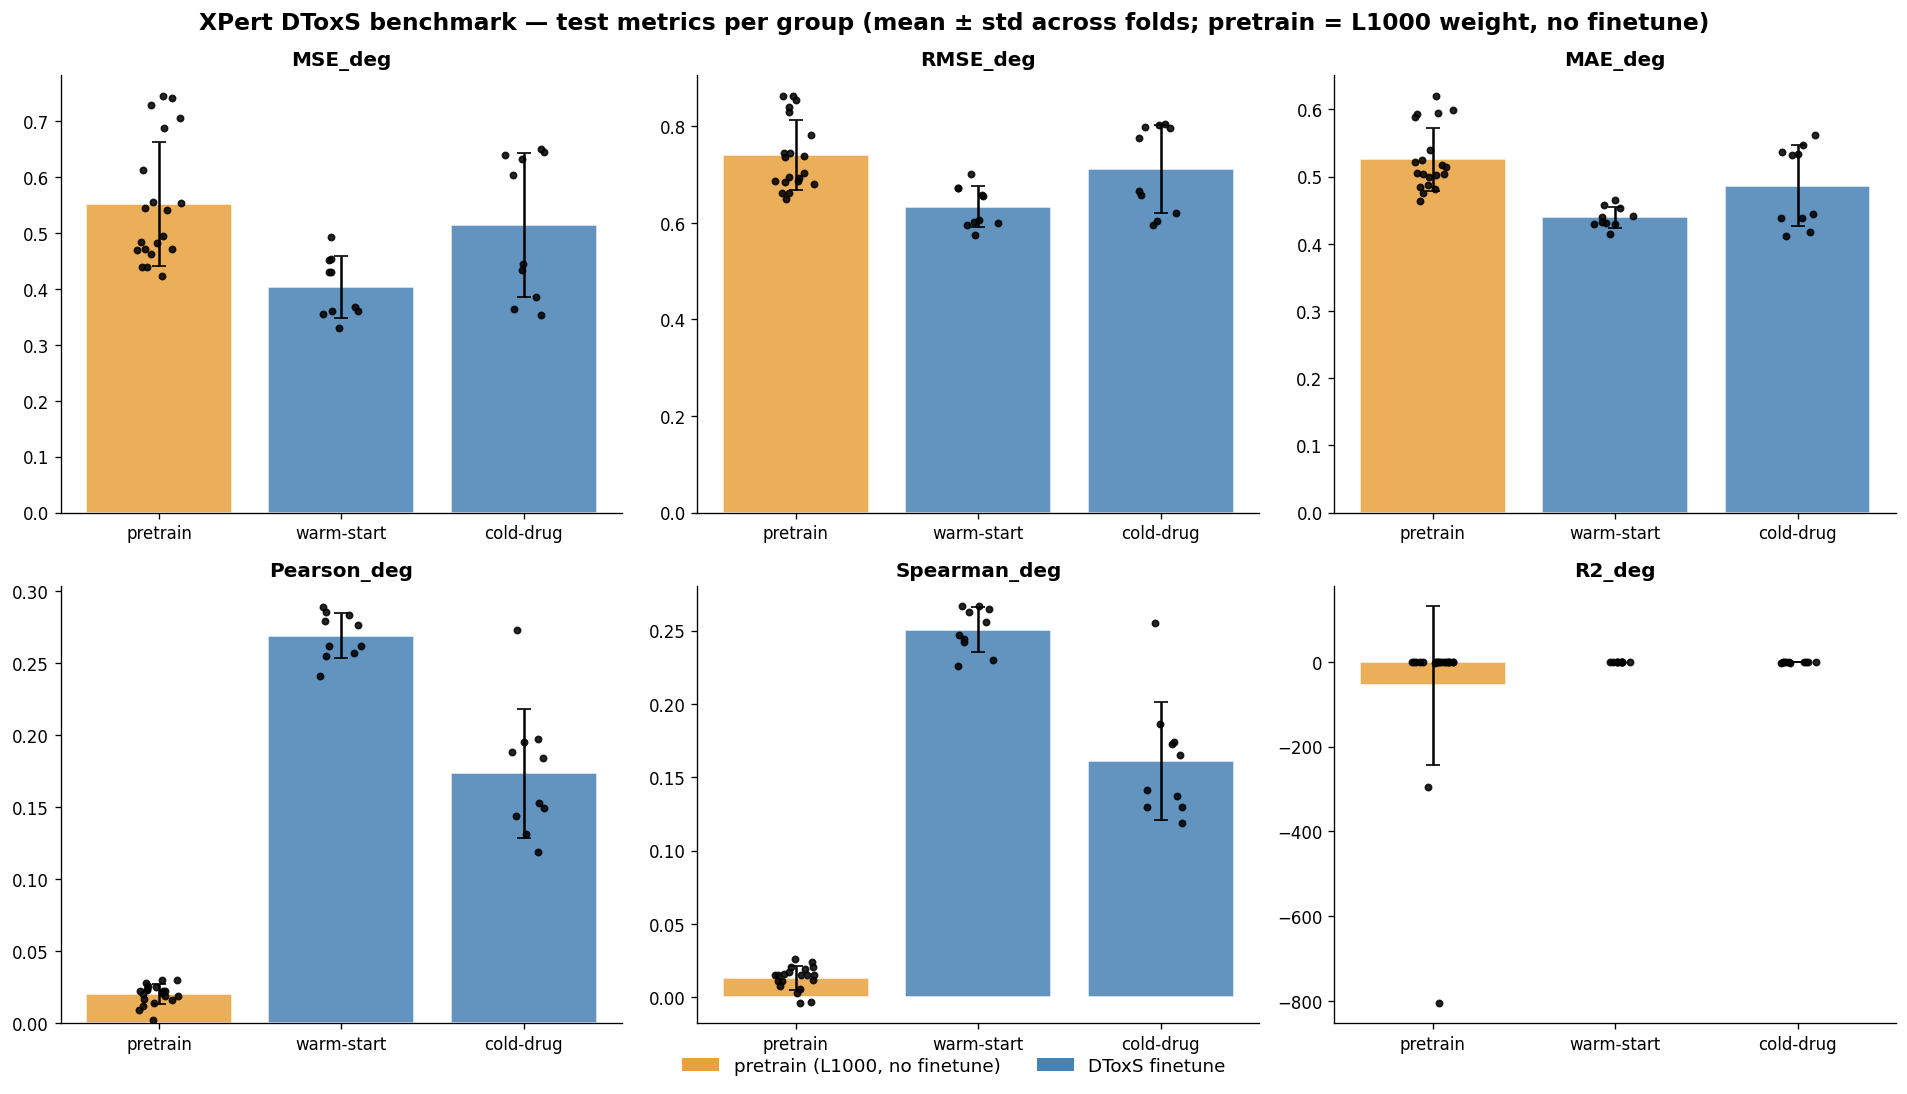 XPert DToxS benchmark — test metrics per group (mean ± std across folds; pretrain = L1000 weight, no finetune)
MSE_deg
0.7
0.6
0.5
0.4
0.3
0.2
0.1
0.0
pretrain warm-start cold-drug
RMSE_deg
0.8
0.6
0.4
0.2
0.0
pretrain warm-start cold-drug
MAE_deg
0.6
0.5
0.4
0.3
0.2
0.1
0.0
pretrain warm-start cold-drug
Pearson_deg
0.30
0.25
0.20
0.15
0.10
0.05
0.00
pretrain warm-start cold-drug
Spearman_deg
0.25
0.20
0.15
0.10
0.05
0.00
pretrain warm-start cold-drug
R2_deg
0
−200
−400
−600
−800
pretrain warm-start cold-drug
pretrain (L1000, no finetune) DToxS finetune